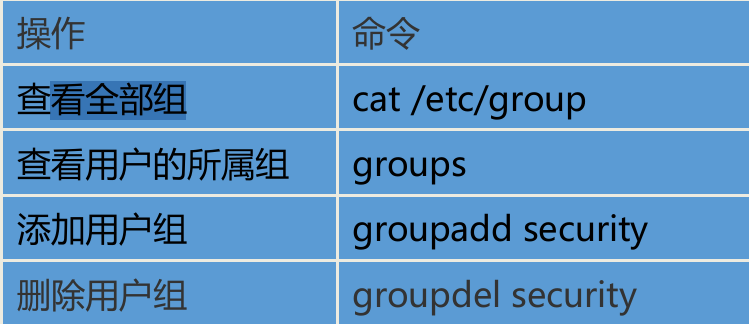 操作 命令
查看全部组 cat /etc/group
查看用户的所属组 groups
添加用户组 groupadd security
删除用户组 groupdel security